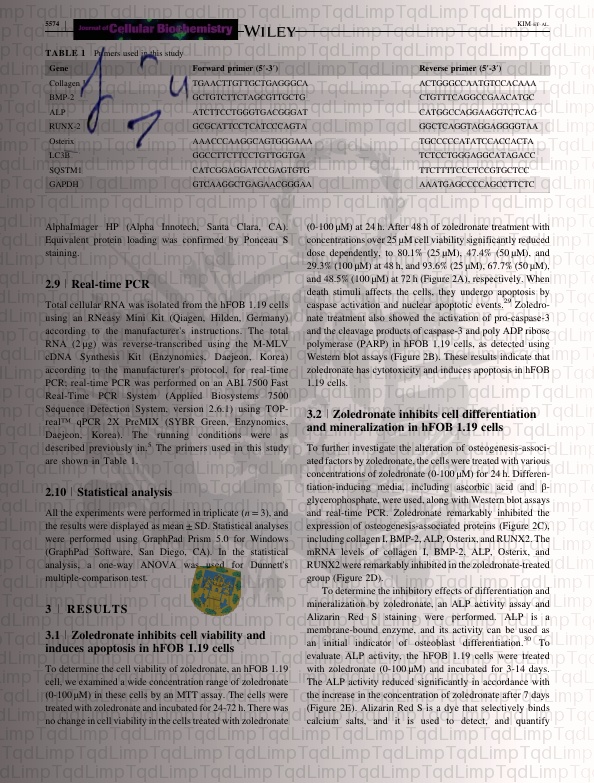 5574
Journal of Cellular Biochemistry
WILEY
KIM ET AL.
TABLE 1 Primers used in this study
Gene Forward primer (5′-3′) Reverse primer (5′-3′)
Collagen I TGAACTTGTTGCTGAGGGCA ACTGGGCCAATGTCCACAAA
BMP-2 GCTGTCTTCTAGCGTTGCTG CTGTTTCAGGCCGAACATGC
ALP ATCTTCCTGGGTGACGGGAT CATGGCCAGGAAGGTCTCAG
RUNX-2 GCGCATTCCTCATCCCAGTA GGCTCAGGTAGGAGGGGTAA
Osterix AAACCCAAGGCAGTGGGAAA TGCCCCCATATCCACCACTA
LC3B GGCCTTCTTCCTGTTGGTGA TCTCCTGGGAGGCATAGACC
SQSTM1 CATCGGAGGATCCGAGTGTG TTCTTTTCCCTCCGTGCTCC
GAPDH GTCAAGGCTGAGAACGGGAA AAATGAGCCCCAGCCTTCTC
AlphaImager HP (Alpha Innotech, Santa Clara, CA).
Equivalent protein loading was confirmed by Ponceau S
staining.
2.9 | Real-time PCR
Total cellular RNA was isolated from the hFOB 1.19 cells
using an RNeasy Mini Kit (Qiagen, Hilden, Germany)
according to the manufacturer's instructions. The total
RNA (2 μg) was reverse-transcribed using the M-MLV
cDNA Synthesis Kit (Enzynomics, Daejeon, Korea)
according to the manufacturer's protocol, for real-time
PCR; real-time PCR was performed on an ABI 7500 Fast
Real-Time PCR System (Applied Biosystems 7500
Sequence Detection System, version 2.6.1) using TOP-
real™ qPCR 2X PreMIX (SYBR Green, Enzynomics,
Daejeon, Korea). The running conditions were as
described previously in.⁵ The primers used in this study
are shown in Table 1.
2.10 | Statistical analysis
All the experiments were performed in triplicate (n = 3), and
the results were displayed as mean ± SD. Statistical analyses
were performed using GraphPad Prism 5.0 for Windows
(GraphPad Software, San Diego, CA). In the statistical
analysis, a one-way ANOVA was used for Dunnett's
multiple-comparison test.
3 | RESULTS
3.1 | Zoledronate inhibits cell viability and
induces apoptosis in hFOB 1.19 cells
To determine the cell viability of zoledronate, an hFOB 1.19
cell, we examined a wide concentration range of zoledronate
(0-100 μM) in these cells by an MTT assay. The cells were
treated with zoledronate and incubated for 24-72 h. There was
no change in cell viability in the cells treated with zoledronate
(0-100 μM) at 24 h. After 48 h of zoledronate treatment with
concentrations over 25 μM cell viability significantly reduced
dose dependently, to 80.1% (25 μM), 47.4% (50 μM), and
29.3% (100 μM) at 48 h, and 93.6% (25 μM), 67.7% (50 μM),
and 48.5% (100 μM) at 72 h (Figure 2A), respectively. When
death stimuli affects the cells, they undergo apoptosis by
caspase activation and nuclear apoptotic events.²⁹ Zoledro-
nate treatment also showed the activation of pro-caspase-3
and the cleavage products of caspase-3 and poly ADP ribose
polymerase (PARP) in hFOB 1.19 cells, as detected using
Western blot assays (Figure 2B). These results indicate that
zoledronate has cytotoxicity and induces apoptosis in hFOB
1.19 cells.
3.2 | Zoledronate inhibits cell differentiation
and mineralization in hFOB 1.19 cells
To further investigate the alteration of osteogenesis-associ-
ated factors by zoledronate, the cells were treated with various
concentrations of zoledronate (0-100 μM) for 24 h. Differen-
tiation-inducing media, including ascorbic acid and β-
glycerophosphate, were used, along with Western blot assays
and real-time PCR. Zoledronate remarkably inhibited the
expression of osteogenesis-associated proteins (Figure 2C),
including collagen I, BMP-2, ALP, Osterix, and RUNX2. The
mRNA levels of collagen I, BMP-2, ALP, Osterix, and
RUNX2 were remarkably inhibited in the zoledronate-treated
group (Figure 2D).
To determine the inhibitory effects of differentiation and
mineralization by zoledronate, an ALP activity assay and
Alizarin Red S staining were performed. ALP is a
membrane-bound enzyme, and its activity can be used as
an initial indicator of osteoblast differentiation.³⁰ To
evaluate ALP activity, the hFOB 1.19 cells were treated
with zoledronate (0-100 μM) and incubated for 3-14 days.
The ALP activity reduced significantly in accordance with
the increase in the concentration of zoledronate after 7 days
(Figure 2E). Alizarin Red S is a dye that selectively binds
calcium salts, and it is used to detect, and quantify